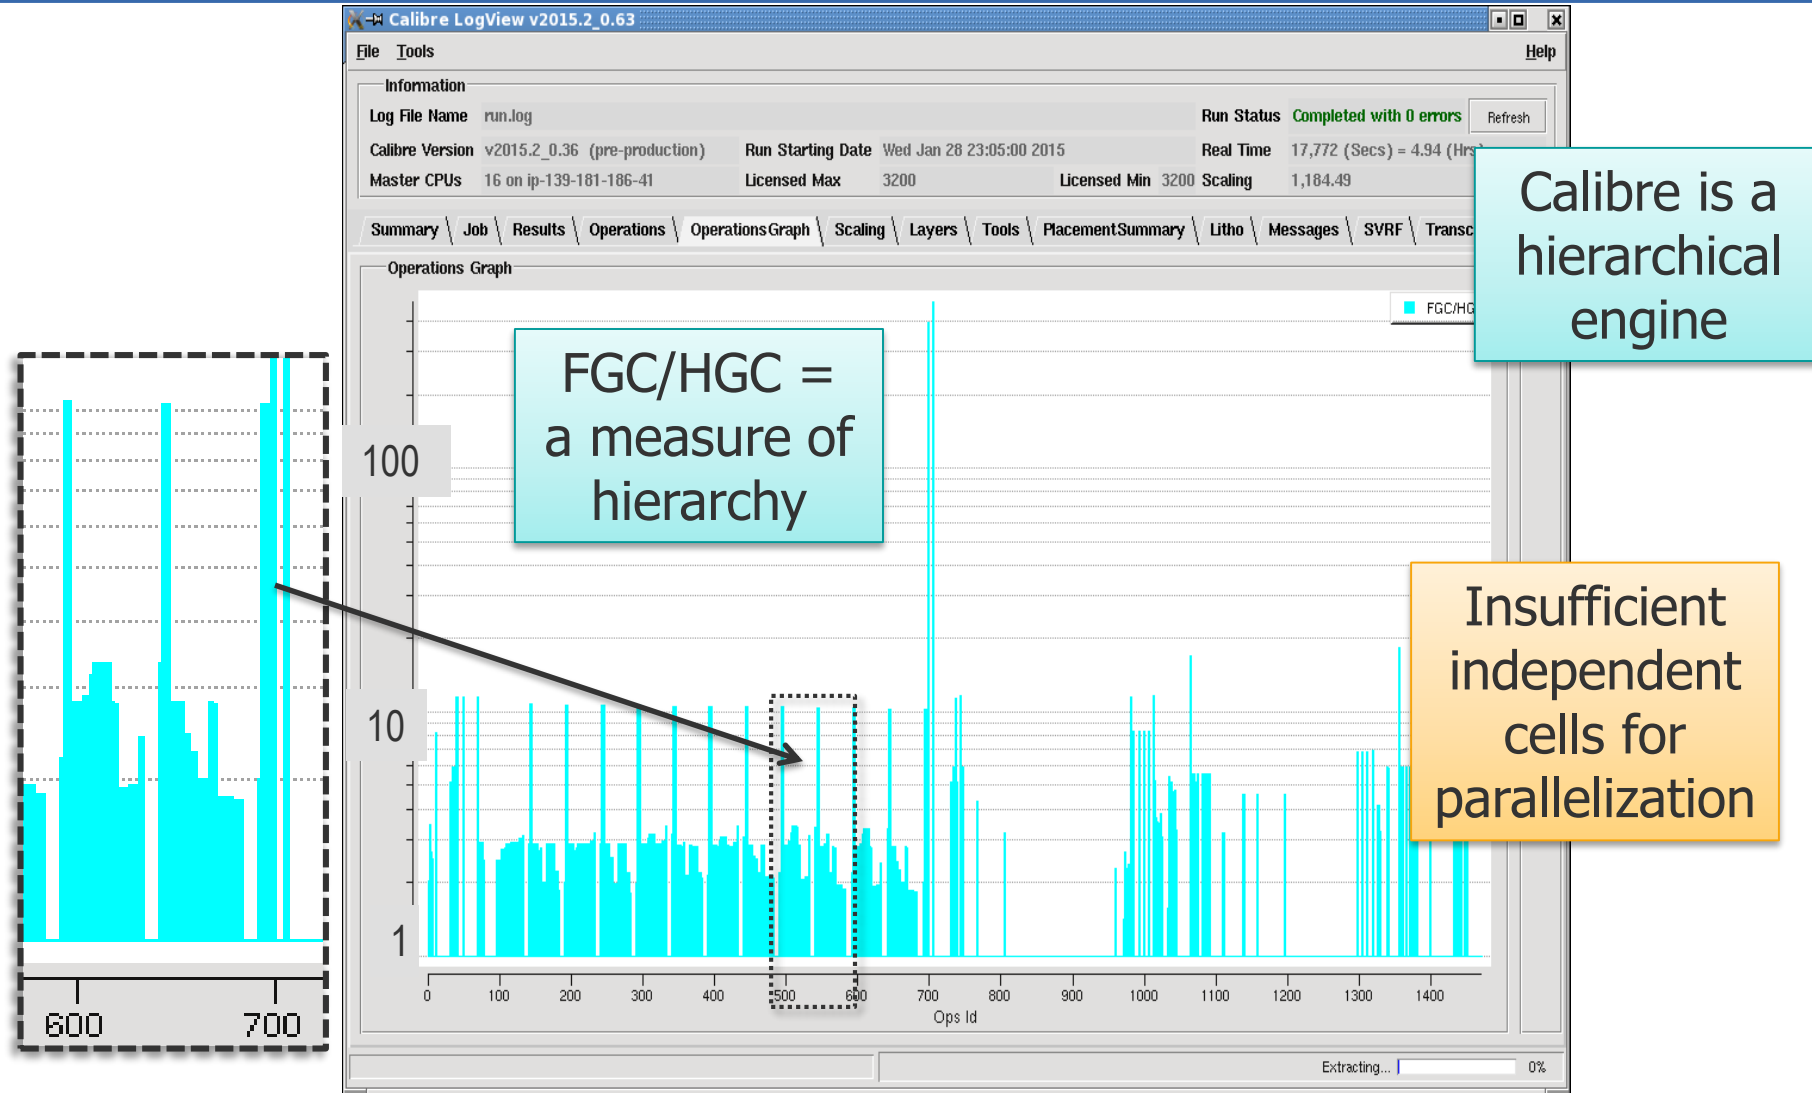 Calibre LogView v2015.2_0.63
File Tools Help
Information
Log File Name run.log Run Status Completed with 0 errors Refresh
Calibre Version v2015.2_0.36 (pre-production) Run Starting Date Wed Jan 28 23:05:00 2015 Real Time 17,772 (Secs) = 4.94 (Hrs)
Master CPUs 16 on ip-139-181-186-41 Licensed Max 3200 Licensed Min 3200 Scaling 1,184.49
Summary Job Results Operations OperationsGraph Scaling Layers Tools PlacementSummary Litho Messages SVRF Transc
Operations Graph
FGC/HG
Calibre is a
hierarchical
engine
FGC/HGC =
a measure of
hierarchy
100
10
1
Insufficient
independent
cells for
parallelization
0 100 200 300 400 500 600 700 800 900 1000 1100 1200 1300 1400
Ops Id
600 700
Extracting... 0%